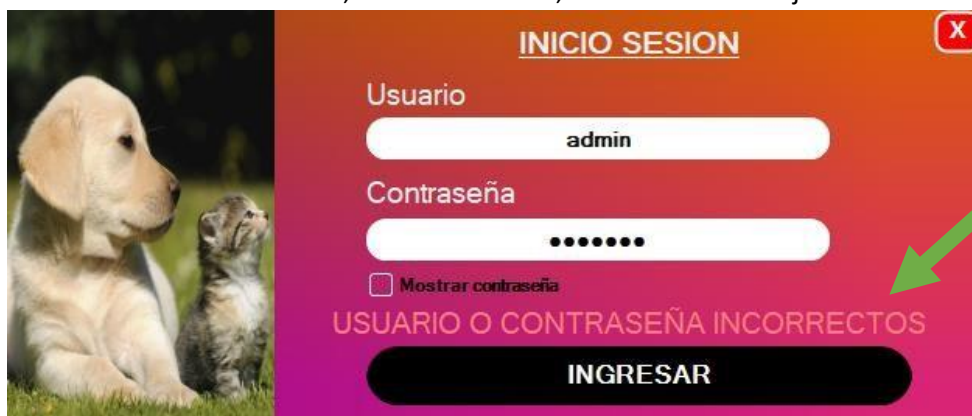 INICIO SESION
X
Usuario
admin
Contraseña
•••••••
Mostrar contraseña
USUARIO O CONTRASEÑA INCORRECTOS
INGRESAR